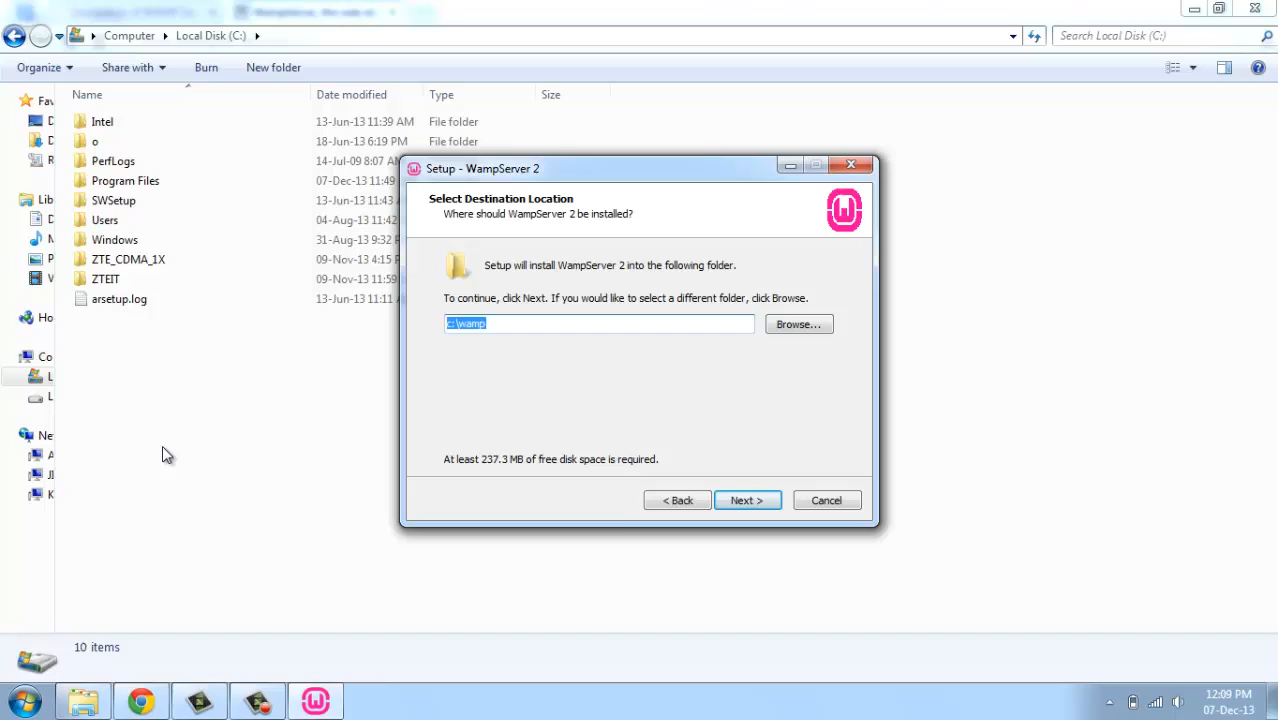 Computer
Local Disk (C:)
Search Local Disk (C:)
Organize
Share with
Burn
New folder
Name
Date modified
Type
Size
Fav
D
D
R
Lib
D
M
P
V
Ho
Co
L
L
Ne
A
JI
K
Intel
13-Jun-13 11:39 AM
File folder
o
18-Jun-13 6:19 PM
File folder
PerfLogs
14-Jul-09 8:07 AM
Program Files
07-Dec-13 11:49
SWSetup
13-Jun-13 11:43
Users
04-Aug-13 11:42
Windows
31-Aug-13 9:32
ZTE_CDMA_1X
09-Nov-13 4:15 P
ZTEIT
09-Nov-13 11:59
arsetup.log
13-Jun-13 11:11
Setup - WampServer 2
Select Destination Location
Where should WampServer 2 be installed?
Setup will install WampServer 2 into the following folder.
To continue, click Next. If you would like to select a different folder, click Browse.
c:\wamp
Browse...
At least 237.3 MB of free disk space is required.
< Back
Next >
Cancel
10 items
12:09 PM
07-Dec-13